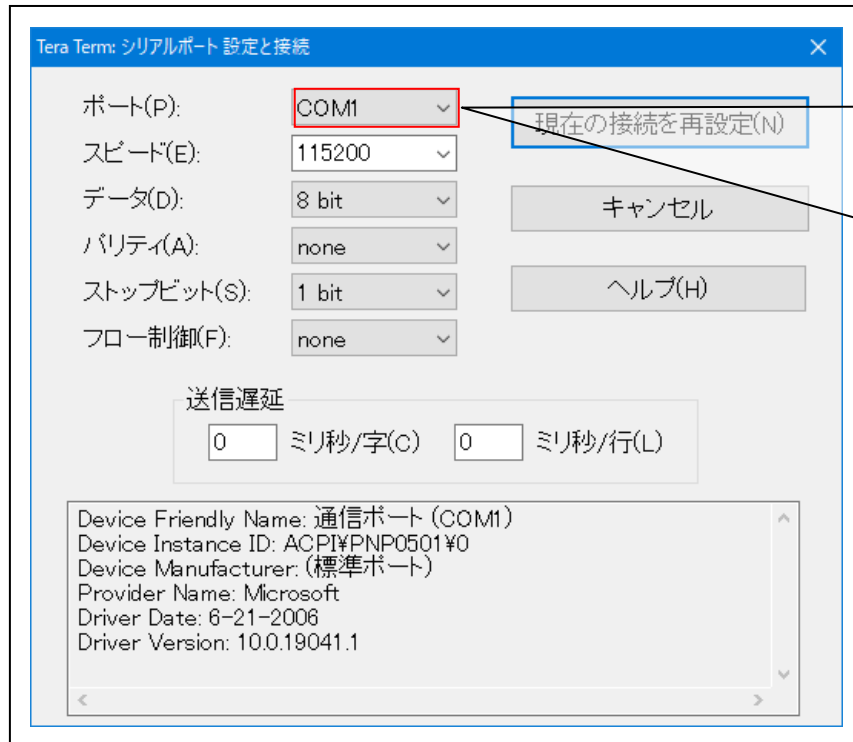 Tera Term: シリアルポート 設定と接続
ポート(P): COM1 現在の接続を再設定(N)
スピード(E): 115200
データ(D): 8 bit キャンセル
パリティ(A): none
ストップビット(S): 1 bit ヘルプ(H)
フロー制御(F): none
送信遅延
0 ミリ秒/字(C) 0 ミリ秒/行(L)
Device Friendly Name: 通信ポート (COM1)
Device Instance ID: ACPI¥PNP0501¥0
Device Manufacturer: (標準ポート)
Provider Name: Microsoft
Driver Date: 6-21-2006
Driver Version: 10.0.19041.1